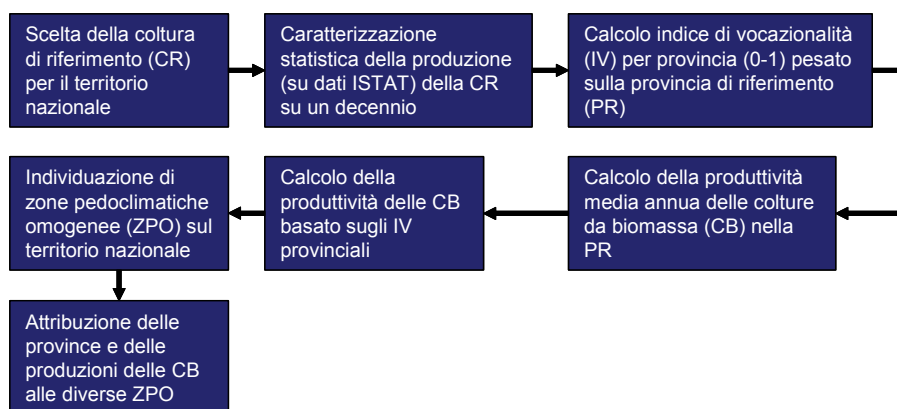 Scelta della coltura
di riferimento (CR)
per il territorio
nazionale
Caratterizzazione
statistica della produzione
(su dati ISTAT) della CR
su un decennio
Calcolo indice di vocazionalità
(IV) per provincia (0-1) pesato
sulla provincia di riferimento
(PR)
Calcolo della produttività
media annua delle colture
da biomassa (CB) nella
PR
Calcolo della
produttività delle CB
basato sugli IV
provinciali
Individuazione di
zone pedoclimatiche
omogenee (ZPO) sul
territorio nazionale
Attribuzione delle
province e delle
produzioni delle CB
alle diverse ZPO